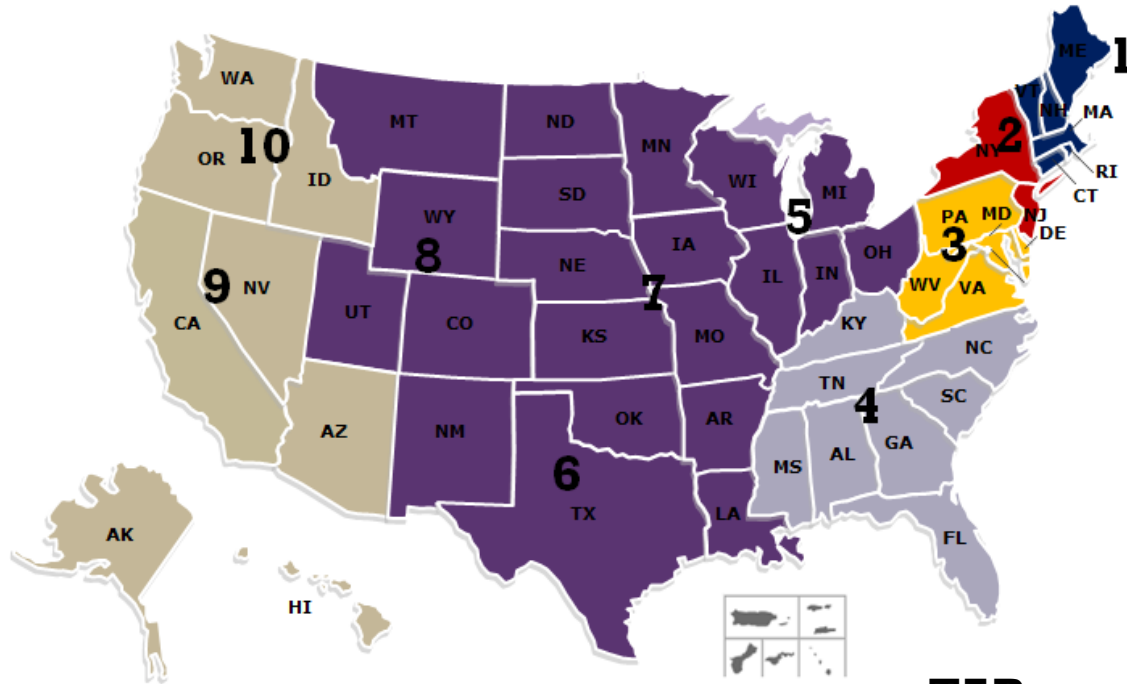 ME
1
WA
VT
NH
MA
MT
ND
MN
2
NY
OR
10
ID
SD
WI
MI
RI
CT
WY
5
PA
MD
NJ
DE
3
IA
OH
8
NE
IL
IN
WV
VA
9
NV
7
CA
UT
CO
KS
MO
KY
NC
TN
SC
4
OK
AR
AZ
NM
GA
AL
MS
6
TX
LA
AK
FL
HI